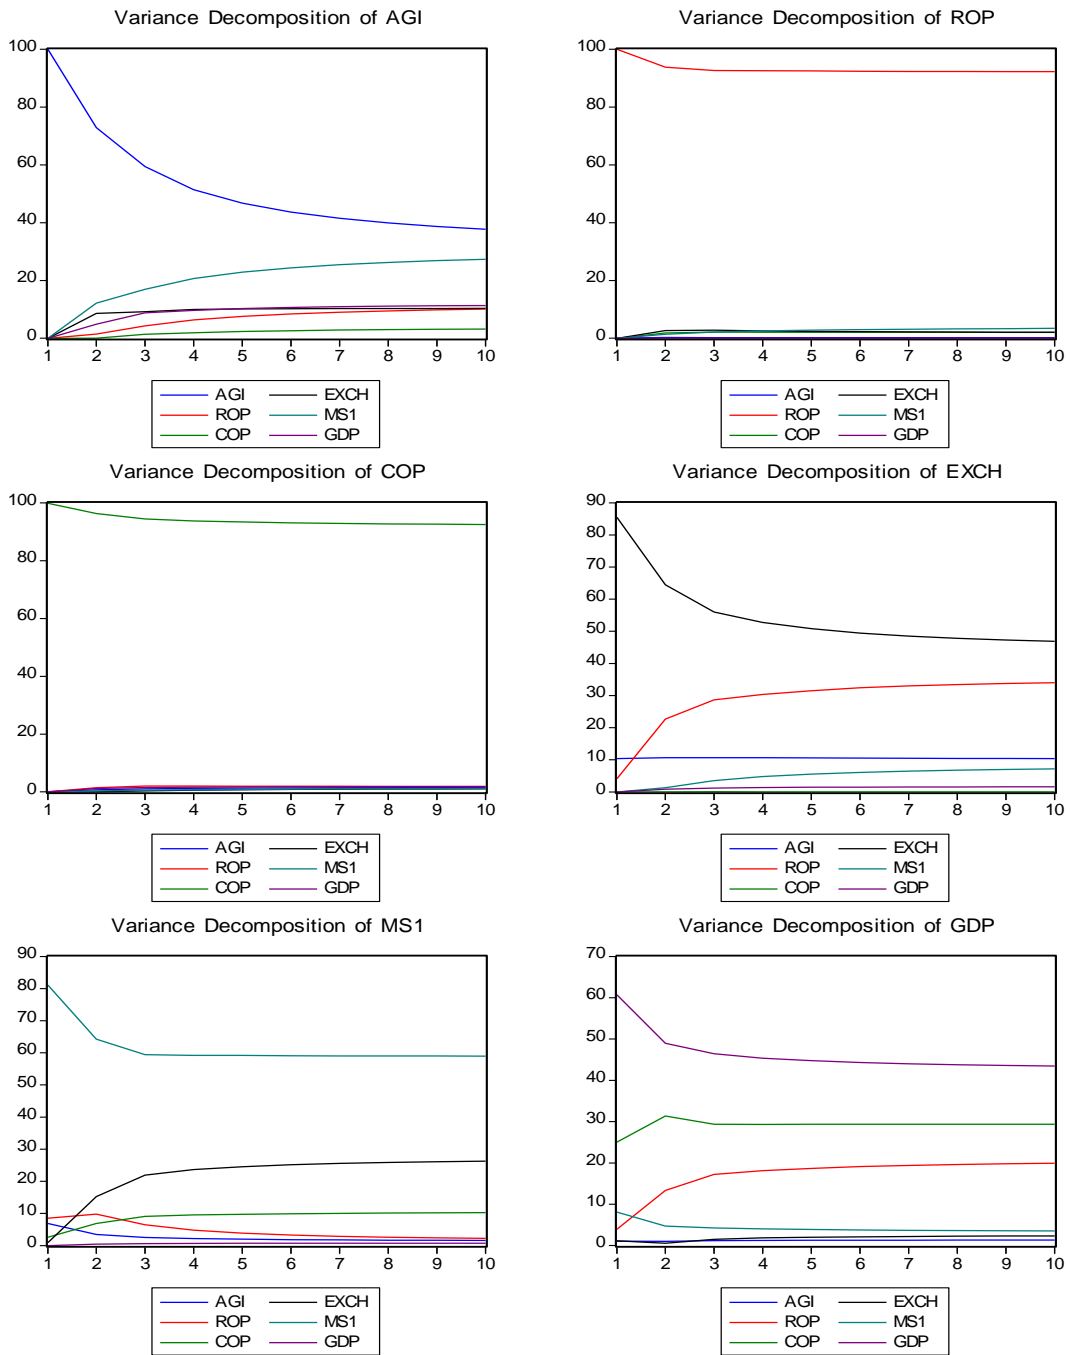 Variance Decomposition of AGI
100
80
60
40
20
0
1 2 3 4 5 6 7 8 9 10
AGI EXCH
ROP MS1
COP GDP
Variance Decomposition of ROP
100
80
60
40
20
0
1 2 3 4 5 6 7 8 9 10
AGI EXCH
ROP MS1
COP GDP
Variance Decomposition of COP
100
80
60
40
20
0
1 2 3 4 5 6 7 8 9 10
AGI EXCH
ROP MS1
COP GDP
Variance Decomposition of EXCH
90
80
70
60
50
40
30
20
10
0
1 2 3 4 5 6 7 8 9 10
AGI EXCH
ROP MS1
COP GDP
Variance Decomposition of MS1
90
80
70
60
50
40
30
20
10
0
1 2 3 4 5 6 7 8 9 10
AGI EXCH
ROP MS1
COP GDP
Variance Decomposition of GDP
70
60
50
40
30
20
10
0
1 2 3 4 5 6 7 8 9 10
AGI EXCH
ROP MS1
COP GDP